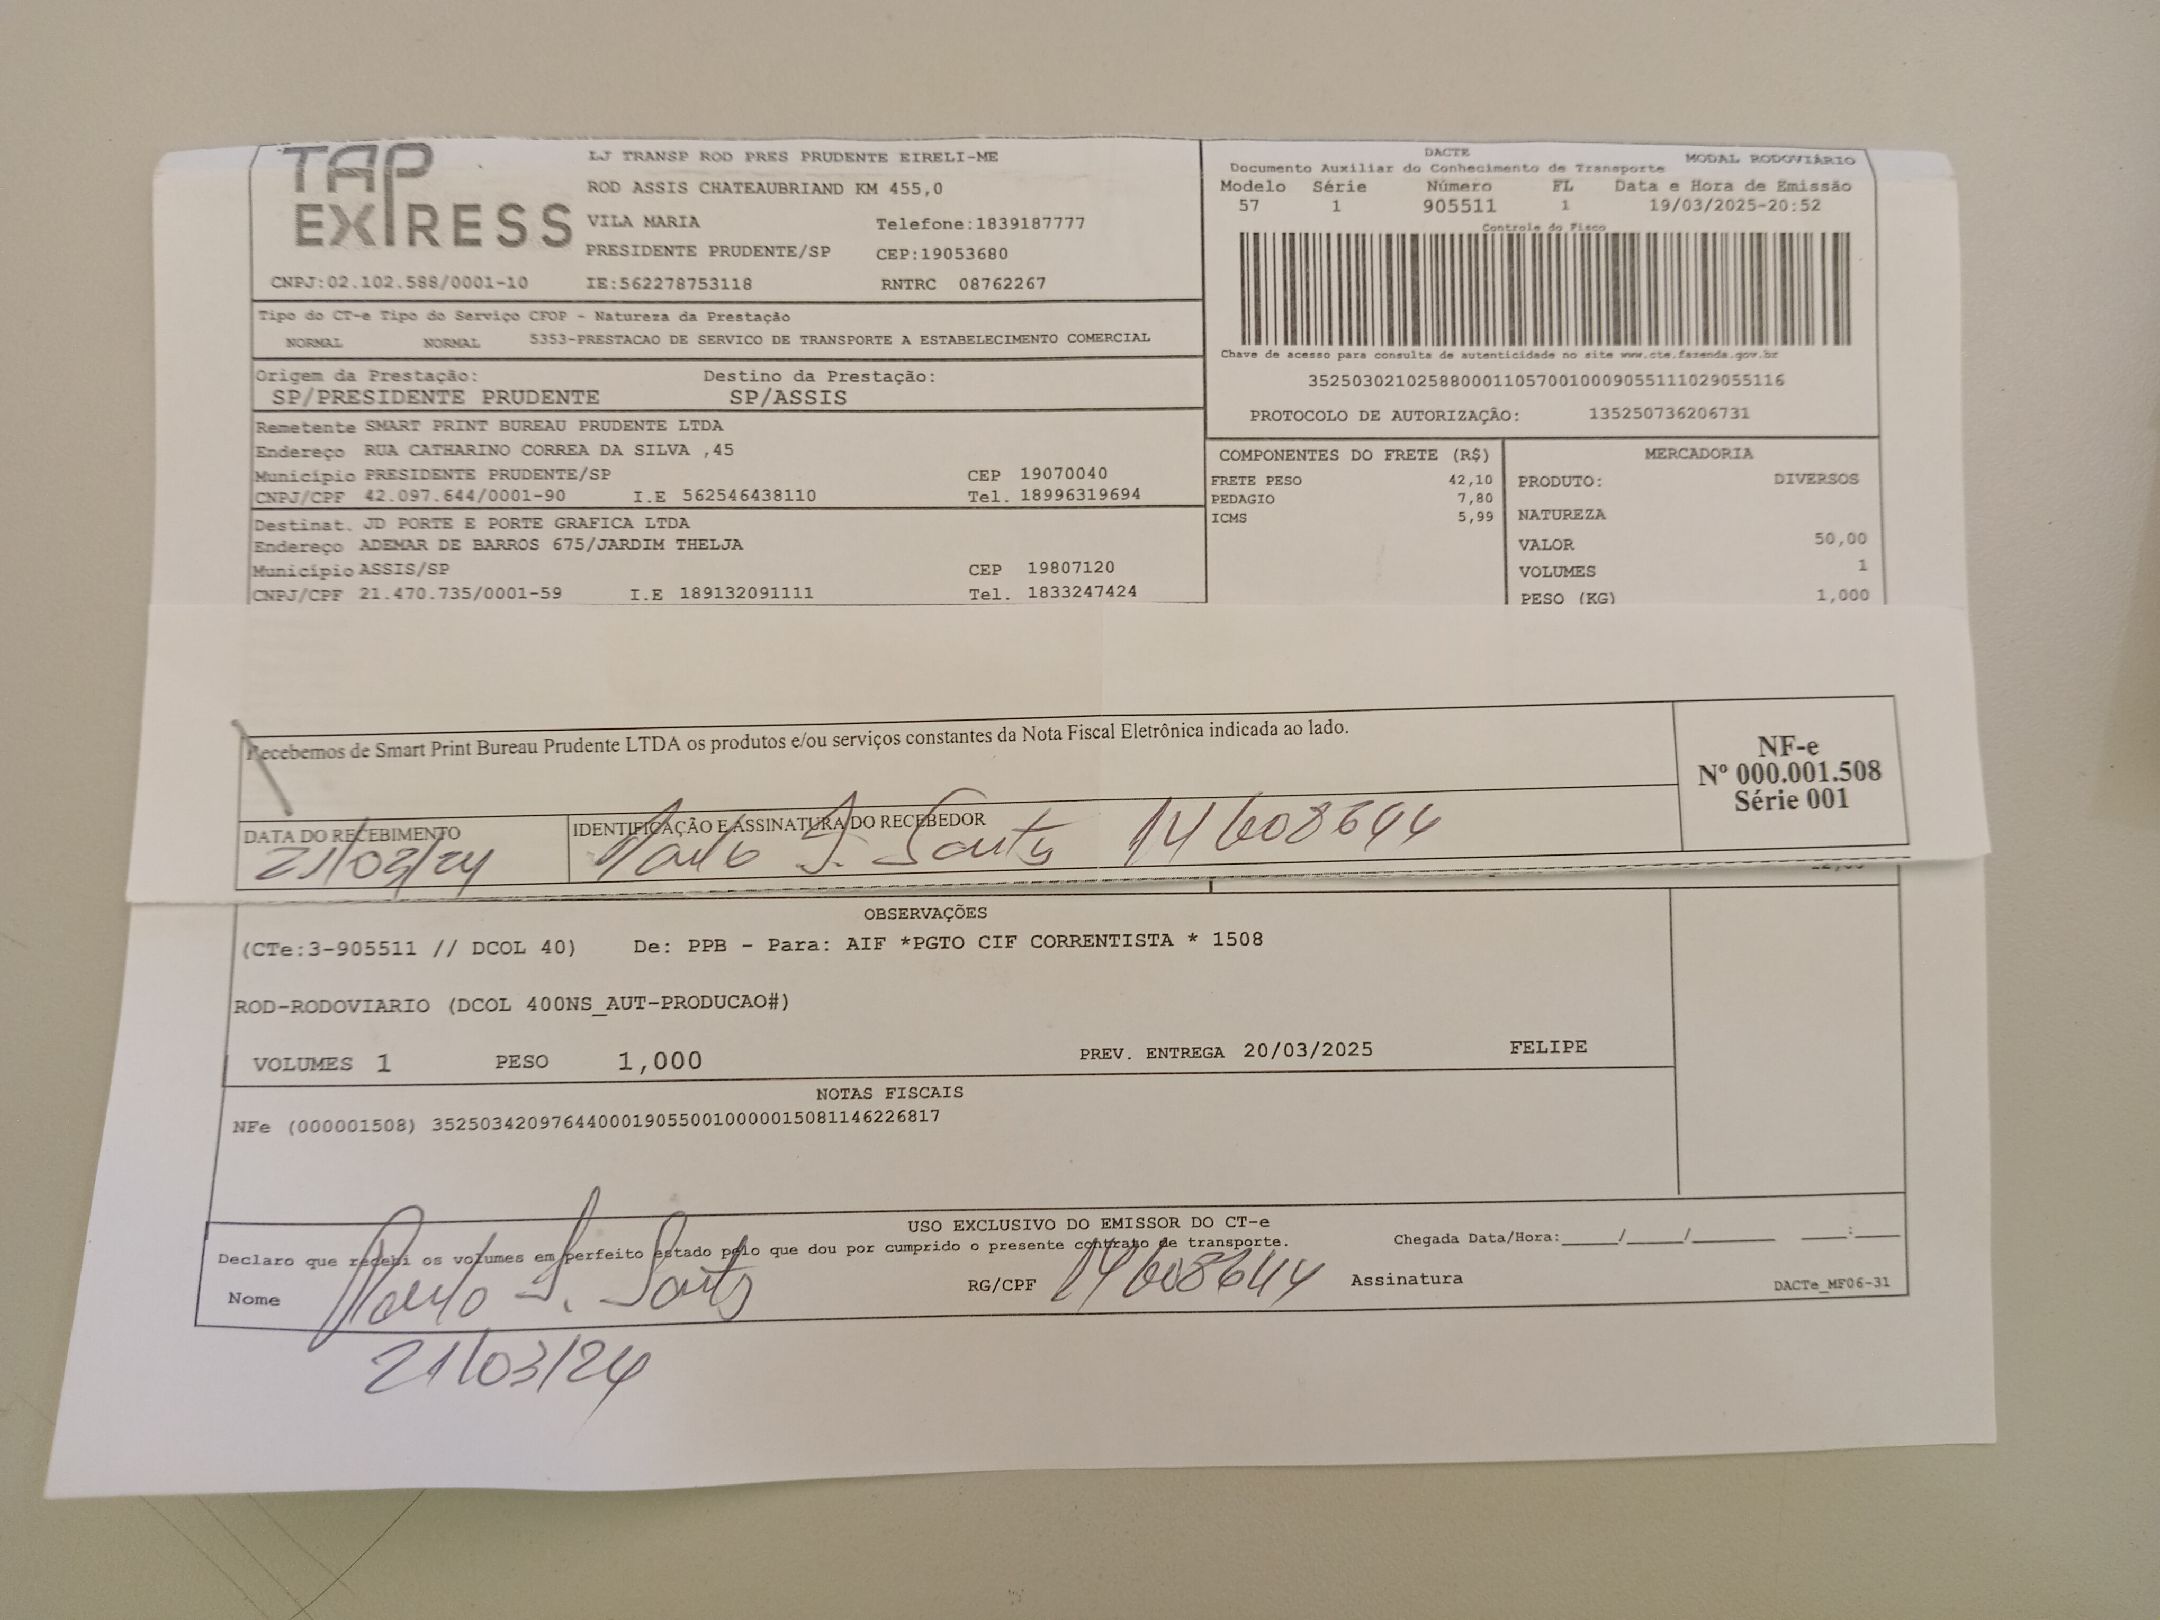 TAP EXPRESS
LJ TRANSP ROD PRES PRUDENTE EIRELI-ME
ROD ASSIS CHATEAUBRIAND KM 455,0
VILA MARIA Telefone:1839187777
PRESIDENTE PRUDENTE/SP CEP:19053680
CNPJ:02.102.588/0001-10 IE:562278753118 RNTRC 08762267
DACTE
Documento Auxiliar do Conhecimento de Transporte MODAL RODOVIÁRIO
Modelo Série Número FL Data e Hora de Emissão
57 1 905511 1 19/03/2025-20:52
Controle do Fisco
Chave de acesso para consulta de autenticidade no site www.cte.fazenda.gov.br
35250302102588000110570010009055111029055116
PROTOCOLO DE AUTORIZAÇÃO: 135250736206731
Tipo do CT-e Tipo do Serviço CFOP - Natureza da Prestação
NORMAL NORMAL 5353-PRESTACAO DE SERVICO DE TRANSPORTE A ESTABELECIMENTO COMERCIAL
Origem da Prestação: Destino da Prestação:
SP/PRESIDENTE PRUDENTE SP/ASSIS
Remetente SMART PRINT BUREAU PRUDENTE LTDA
Endereço RUA CATHARINO CORREA DA SILVA ,45
Município PRESIDENTE PRUDENTE/SP CEP 19070040
CNPJ/CPF 42.097.644/0001-90 I.E 562546438110 Tel. 18996319694
Destinat. JD PORTE E PORTE GRAFICA LTDA
Endereço ADEMAR DE BARROS 675/JARDIM THELJA
Município ASSIS/SP CEP 19807120
CNPJ/CPF 21.470.735/0001-59 I.E 189132091111 Tel. 1833247424
COMPONENTES DO FRETE (R$)
FRETE PESO 42,10
PEDAGIO 7,80
ICMS 5,99
MERCADORIA
PRODUTO: DIVERSOS
NATUREZA
VALOR 50,00
VOLUMES 1
PESO (KG) 1,000
Recebemos de Smart Print Bureau Prudente LTDA os produtos e/ou serviços constantes da Nota Fiscal Eletrônica indicada ao lado.
NF-e
Nº 000.001.508
Série 001
DATA DO RECEBIMENTO IDENTIFICAÇÃO E ASSINATURA DO RECEBEDOR
21/03/24 Paulo S. Santos 14608644
OBSERVAÇÕES
(CTe:3-905511 // DCOL 40) De: PPB - Para: AIF *PGTO CIF CORRENTISTA * 1508
ROD-RODOVIARIO (DCOL 400NS_AUT-PRODUCAO#)
VOLUMES 1 PESO 1,000 PREV. ENTREGA 20/03/2025 FELIPE
NOTAS FISCAIS
NFe (000001508) 35250342097644000190550010000015081146226817
USO EXCLUSIVO DO EMISSOR DO CT-e
Declaro que recebi os volumes em perfeito estado pelo que dou por cumprido o presente contrato de transporte. Chegada Data/Hora:_____/_____/________ ____:____
Nome Paulo S. Santos RG/CPF 14608644 Assinatura DACTe_MF06-31
21/03/24